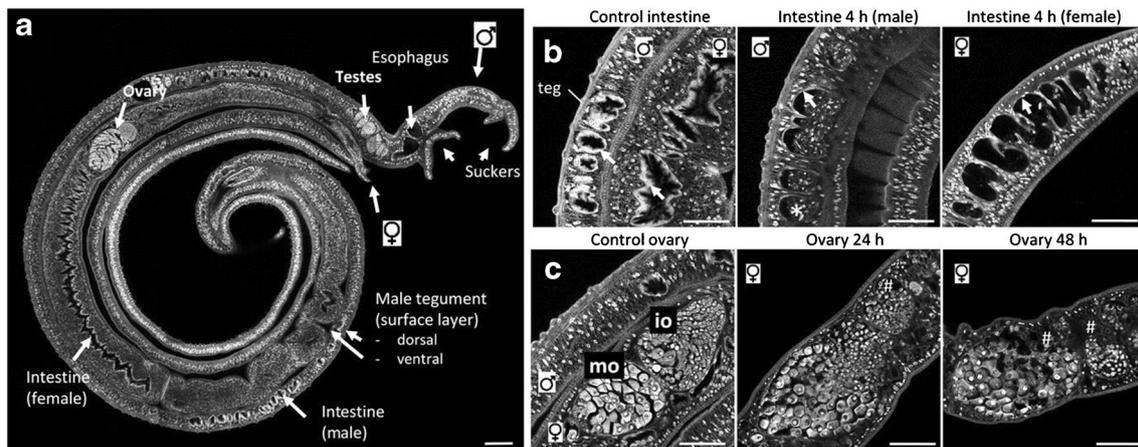 a
♂
Esophagus
Testes
Ovary
Suckers
♀
Male tegument
(surface layer)
- dorsal
- ventral
Intestine
(female)
Intestine
(male)
b
Control intestine
Intestine 4 h (male)
Intestine 4 h (female)
♂
♀
♂
♀
teg
*
c
Control ovary
Ovary 24 h
Ovary 48 h
♀
♀
io
mo
♂
♀
#
#
#